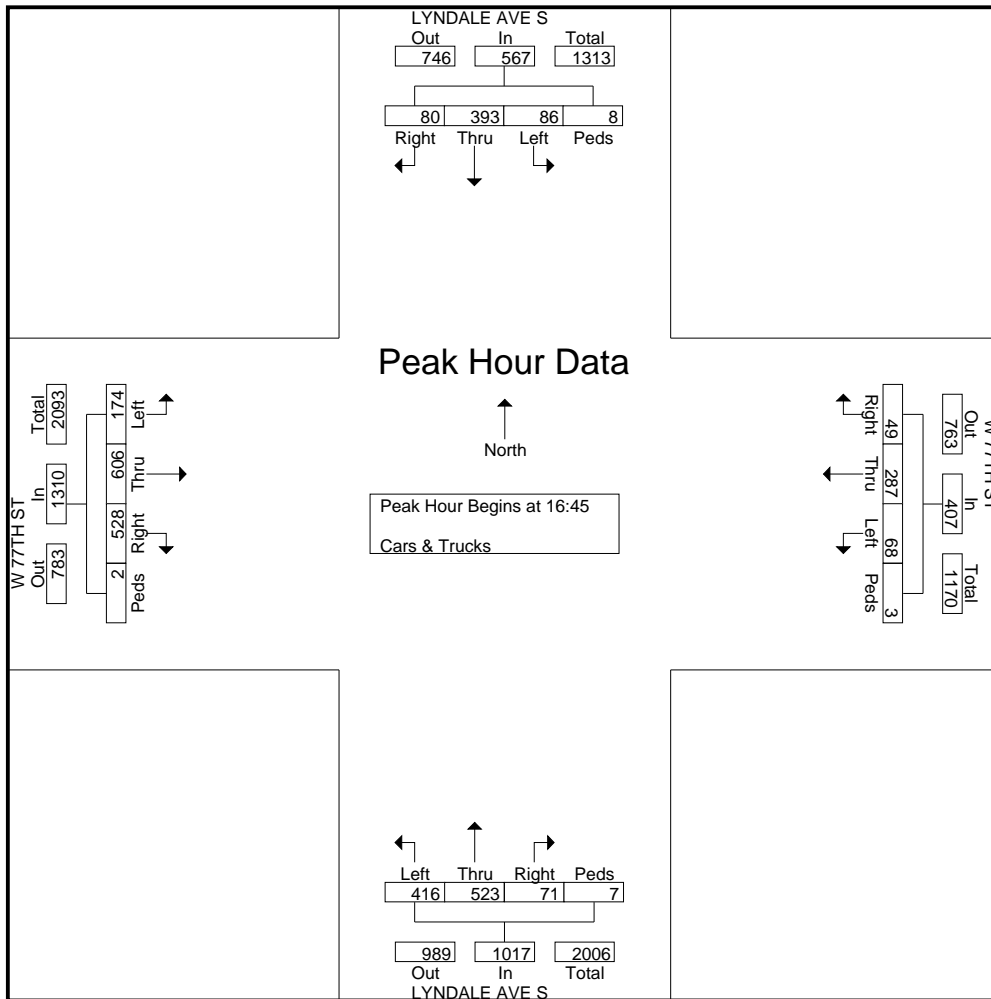 LYNDALE AVE S
Out In Total
746 567 1313
80 393 86 8
Right Thru Left Peds
Peak Hour Data
North
Peak Hour Begins at 16:45
Cars & Trucks
W 77TH ST
Total In Out
2093 1310 783
174 606 528 2
Left Thru Right Peds
W 77TH ST
Out In Total
763 407 1170
49 287 68 3
Right Thru Left Peds
Left Thru Right Peds
416 523 71 7
989 1017 2006
Out In Total
LYNDALE AVE S